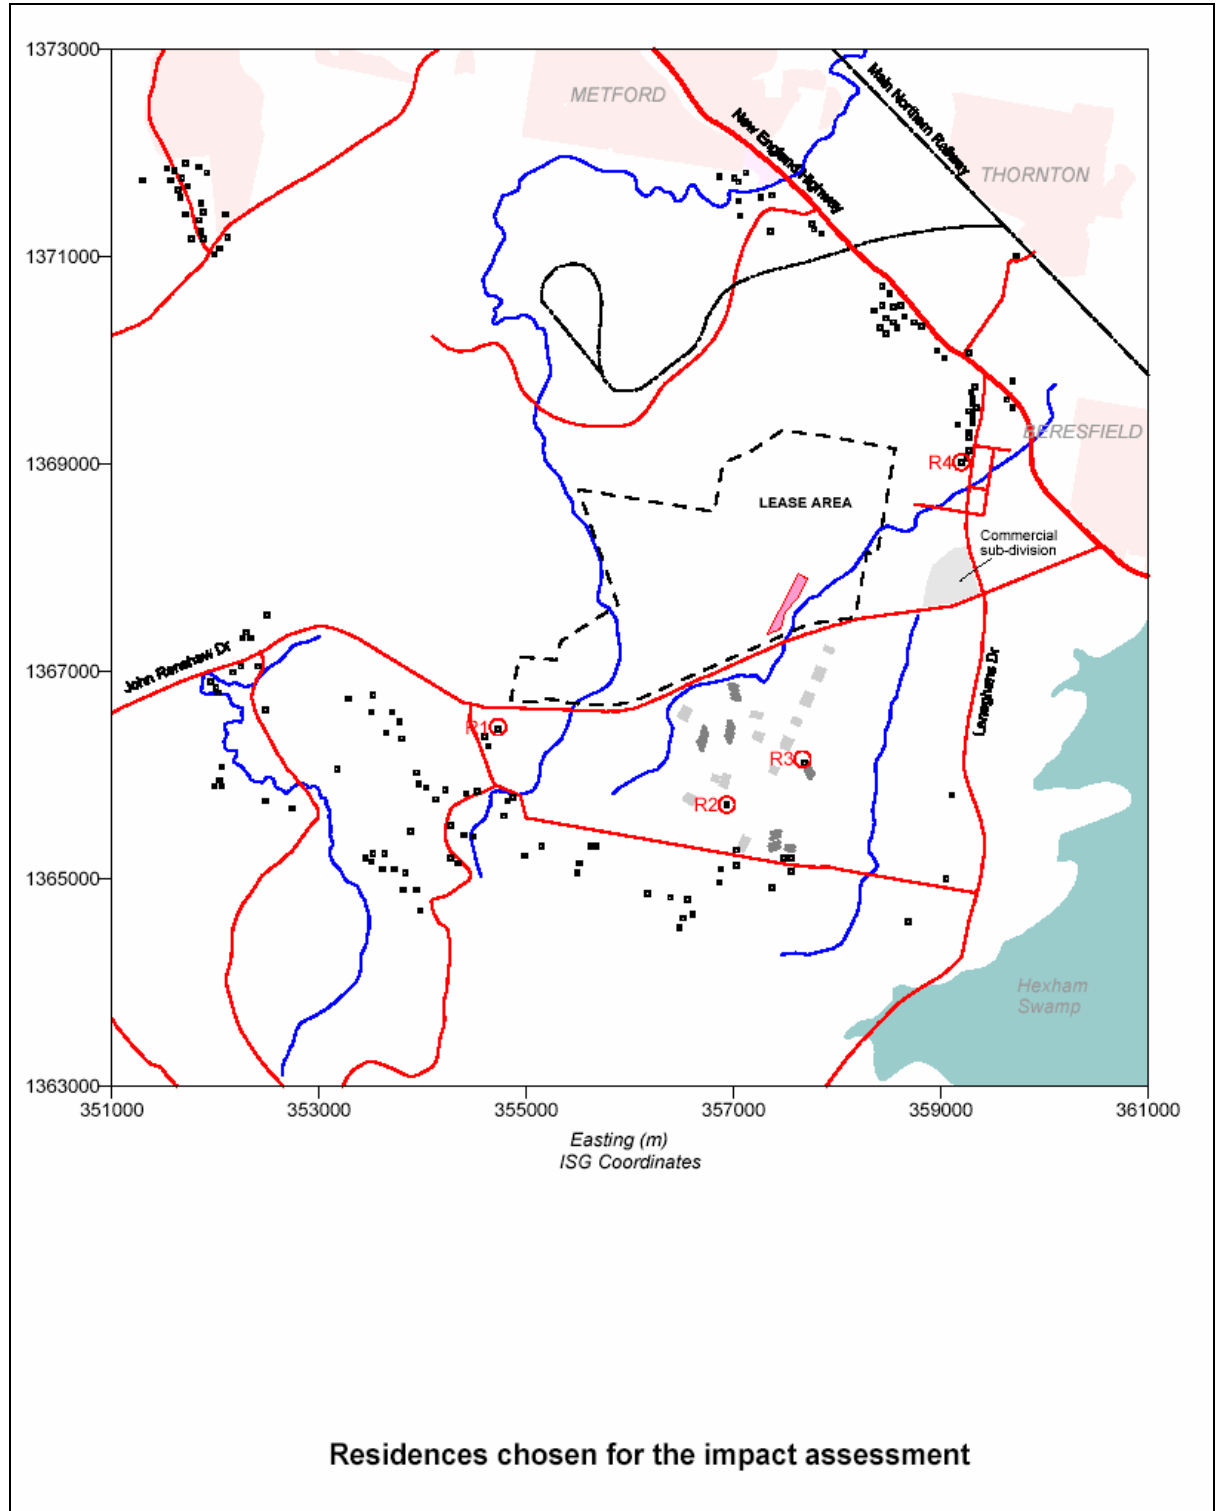 1373000
METFORD
Main Northern Railway
New England Highway
THORNTON
1371000
BERESFIELD
1369000
R4
LEASE AREA
Commercial
sub-division
John Renshaw Dr
1367000
Lenaghans Dr
R1
R3
R2
1365000
Hexham
Swamp
1363000
351000
353000
355000
357000
359000
361000
Easting (m)
ISG Coordinates
Residences chosen for the impact assessment